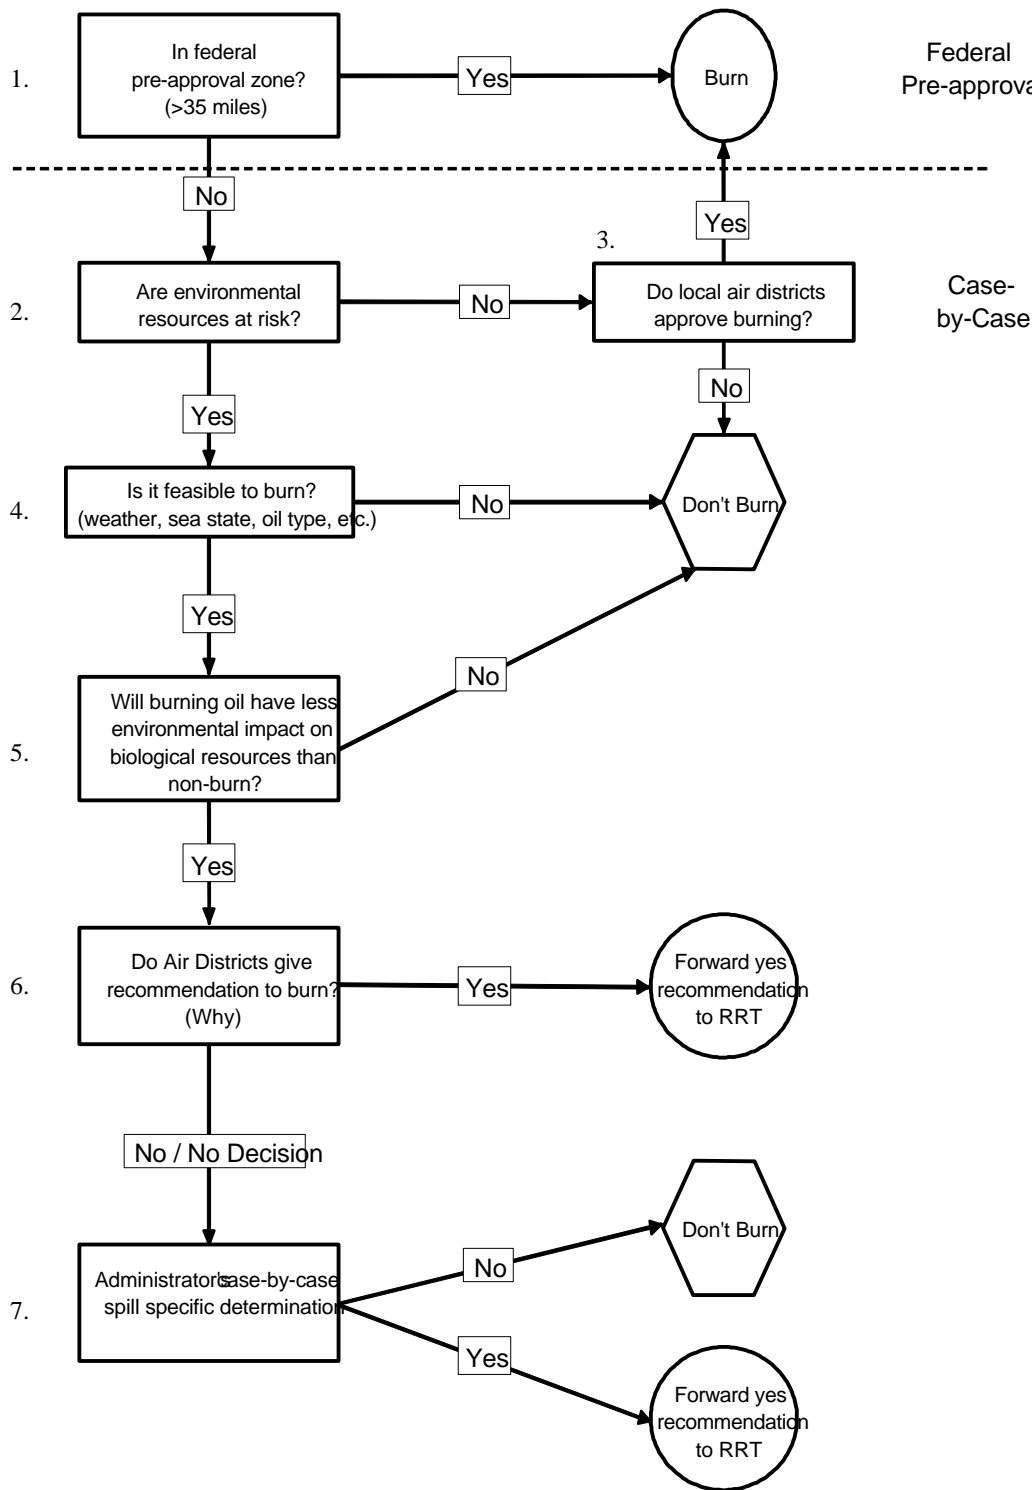 1.
In federal
pre-approval zone?
(>35 miles)
Yes
Burn
Federal
Pre-approva
No
Yes
3.
2.
Are environmental
resources at risk?
No
Do local air districts
approve burning?
Case-
by-Case
Yes
No
4.
Is it feasible to burn?
(weather, sea state, oil type, etc.)
No
Don't Burn
Yes
5.
Will burning oil have less
environmental impact on
biological resources than
non-burn?
No
Yes
6.
Do Air Districts give
recommendation to burn?
(Why)
Yes
Forward yes
recommendation
to RRT
No / No Decision
7.
Administrator's case-by-case
spill specific determination
No
Don't Burn
Yes
Forward yes
recommendation
to RRT